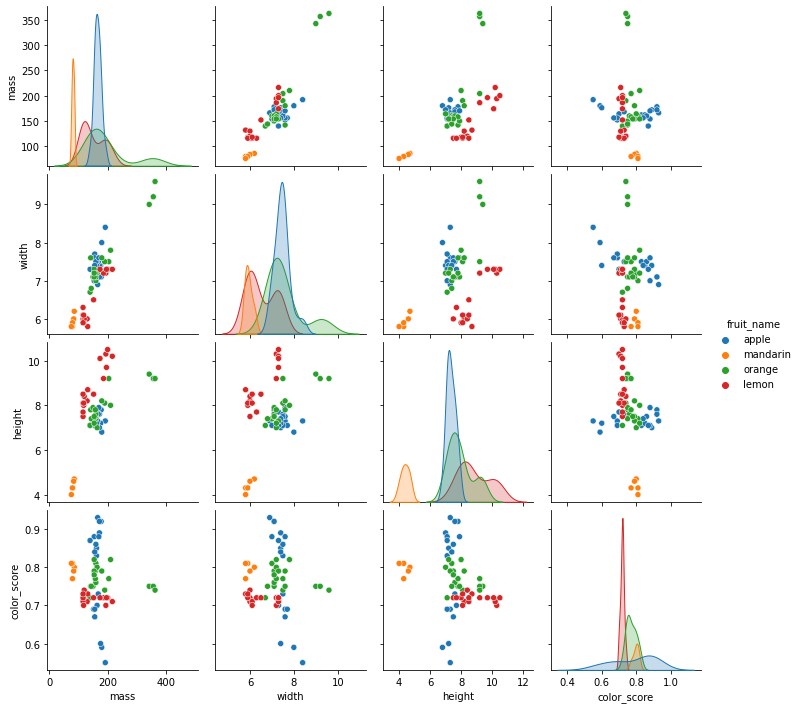 mass
350
300
250
200
150
100
width
9
8
7
6
height
10
8
6
4
color_score
0.9
0.8
0.7
0.6
0 200 400
mass
6 8 10
width
4 6 8 10 12
height
0.4 0.6 0.8 1.0
color_score
fruit_name
apple
mandarin
orange
lemon